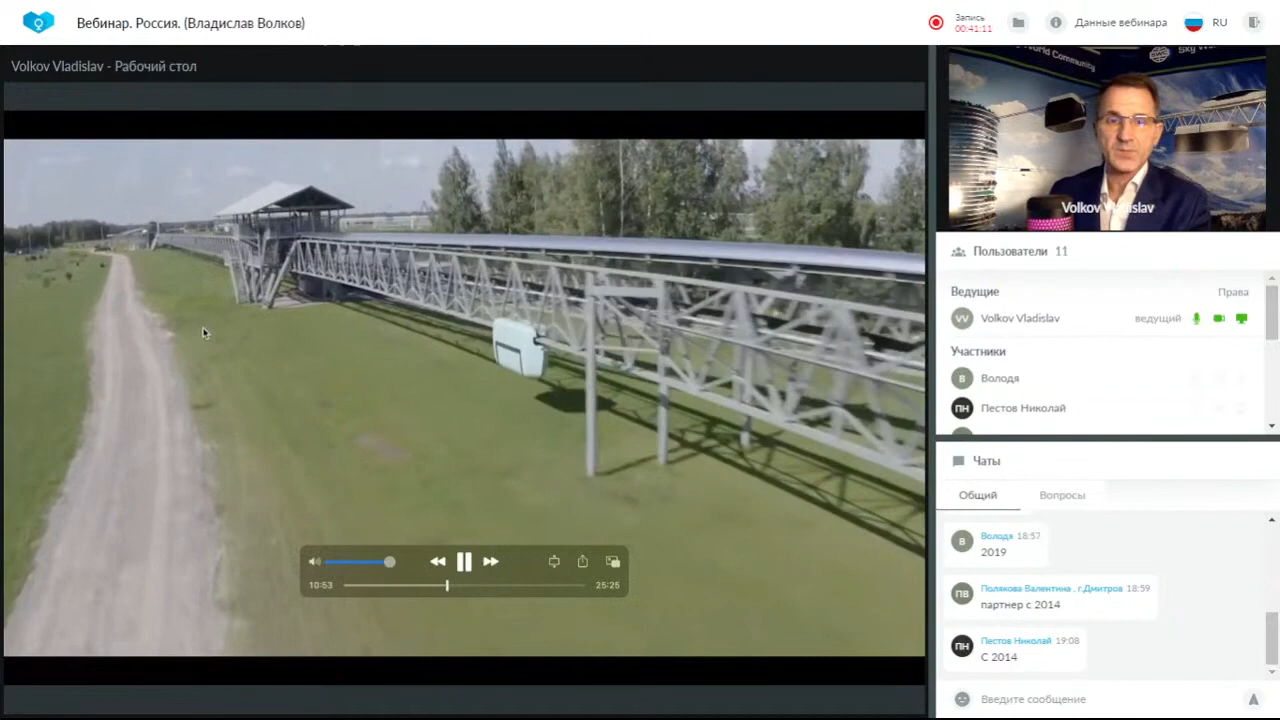 Вебинар. Россия. (Владислав Волков)
Запись
00:41:11
Данные вебинара
RU
Volkov Vladislav - Рабочий стол
World Community
Sky W
Volkov Vladislav
Пользователи 11
Ведущие
Права
VV
Volkov Vladislav
ведущий
Участники
В
Володя
ПН
Пестов Николай
10:53
25:25
Чаты
Общий
Вопросы
В
Володя 18:57
2019
ПВ
Полякова Валентина , г.Дмитров 18:59
партнер с 2014
ПН
Пестов Николай 19:08
С 2014
Введите сообщение